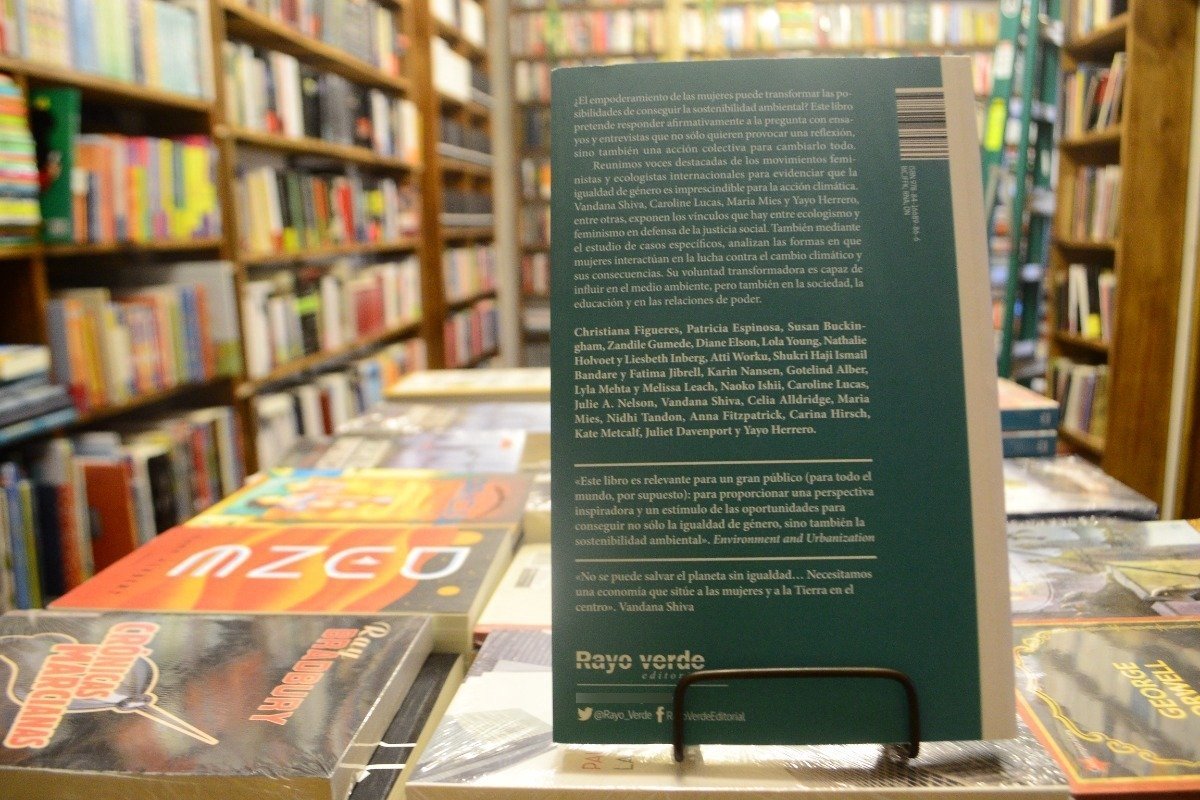 ¿El empoderamiento de las mujeres puede transformar las po-
sibilidades de conseguir la sostenibilidad ambiental? Este libro
pretende responder afirmativamente a la pregunta con ensa-
yos y entrevistas que no sólo quieren provocar una reflexión,
sino también una acción colectiva para cambiarlo todo.
Reunimos voces destacadas de los movimientos femi-
nistas y ecologistas internacionales para evidenciar que la
igualdad de género es imprescindible para la acción climática.
Vandana Shiva, Caroline Lucas, Maria Mies y Yayo Herrero,
entre otras, exponen los vínculos que hay entre ecologismo y
feminismo en defensa de la justicia social. También mediante
el estudio de casos específicos, analizan las formas en que
mujeres interactúan en la lucha contra el cambio climático y
sus consecuencias. Su voluntad transformadora es capaz de
influir en el medio ambiente, pero también en la sociedad, la
educación y en las relaciones de poder.
Christiana Figueres, Patricia Espinosa, Susan Buckin-
gham, Zandile Gumede, Diane Elson, Lola Young, Nathalie
Holvoet y Liesbeth Inberg, Atti Worku, Shukri Haji Ismail
Bandare y Fatima Jibrell, Karin Nansen, Gotelind Alber,
Lyla Mehta y Melissa Leach, Naoko Ishii, Caroline Lucas,
Julie A. Nelson, Vandana Shiva, Celia Alldridge, Maria
Mies, Nidhi Tandon, Anna Fitzpatrick, Carina Hirsch,
Kate Metcalf, Juliet Davenport y Yayo Herrero.
«Este libro es relevante para un gran público (para todo el
mundo, por supuesto): para proporcionar una perspectiva
inspiradora y un estímulo de las oportunidades para
conseguir no sólo la igualdad de género, sino también la
sostenibilidad ambiental». Environment and Urbanization
«No se puede salvar el planeta sin igualdad... Necesitamos
una economía que sitúe a las mujeres y a la Tierra en el
centro». Vandana Shiva
Rayo verde
@Rayo_Verde RayoVerdeEditorial
Ray
BRADBURY
CRÓNICAS
MARCIANAS
GEORGE